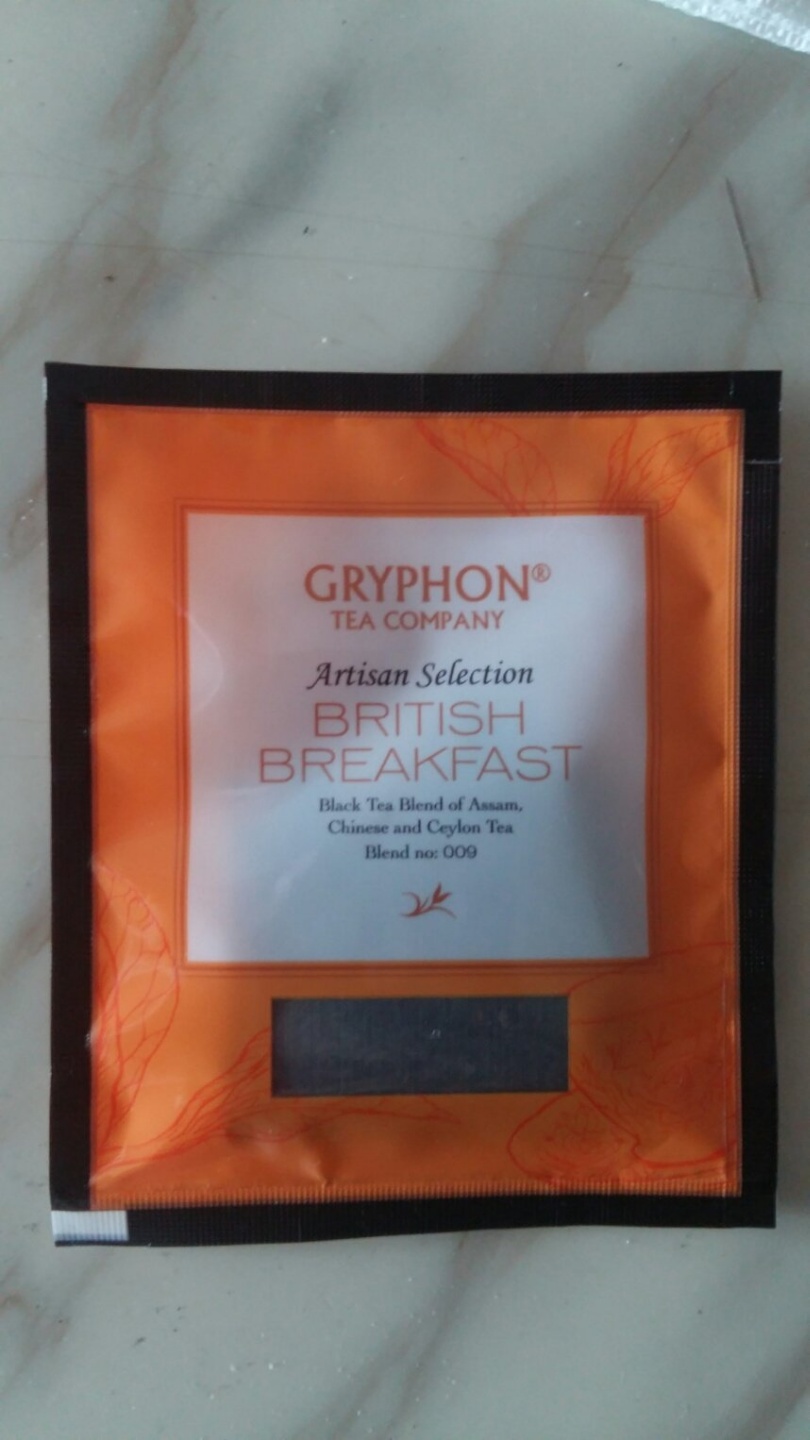 GRYPHON®
TEA COMPANY
Artisan Selection
BRITISH
BREAKFAST
Black Tea Blend of Assam,
Chinese and Ceylon Tea
Blend no: 009